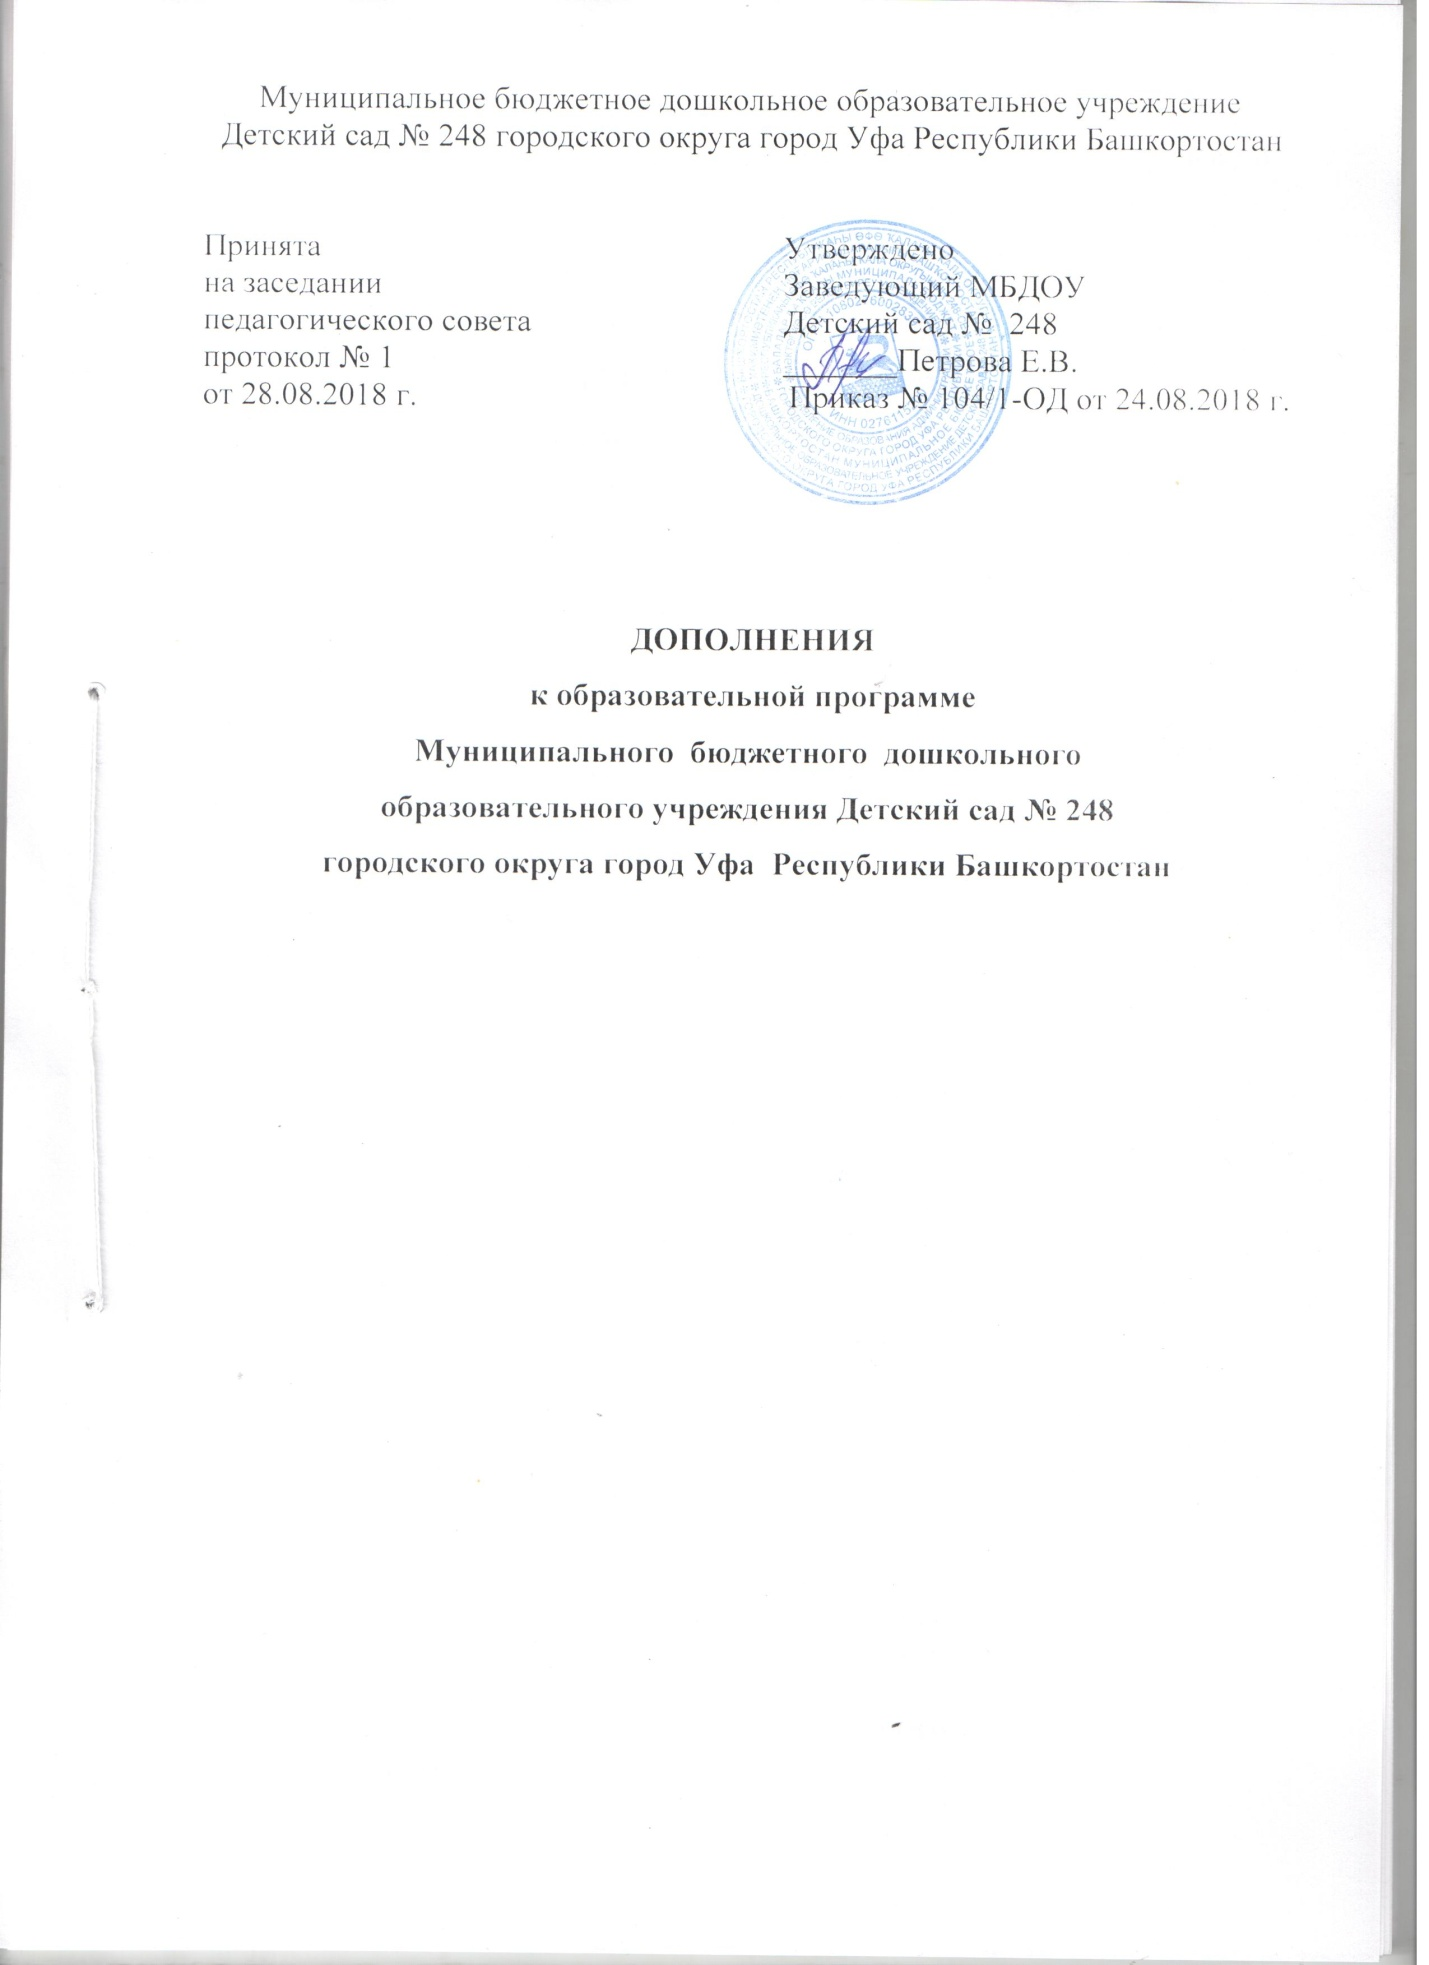 Муниципальное бюджетное дошкольное образовательное учреждение
Детский сад № 248 городского округа город Уфа Республики Башкортостан
Принята
на заседании
педагогического совета
протокол № 1
от 28.08.2018 г.
Утверждено
Заведующий МБДОУ
Детский сад № 248
_______Петрова Е.В.
Приказ № 104/1-ОД от 24.08.2018 г.
ДОПОЛНЕНИЯ
к образовательной программе
Муниципального бюджетного дошкольного
образовательного учреждения Детский сад № 248
городского округа город Уфа Республики Башкортостан